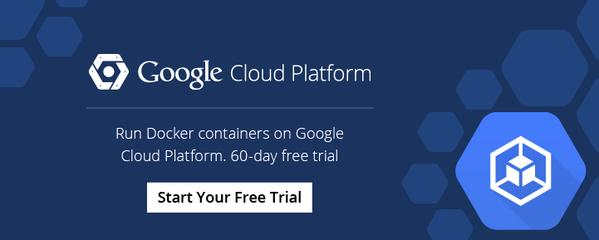 Google Cloud Platform
Run Docker containers on Google
Cloud Platform. 60-day free trial
Start Your Free Trial